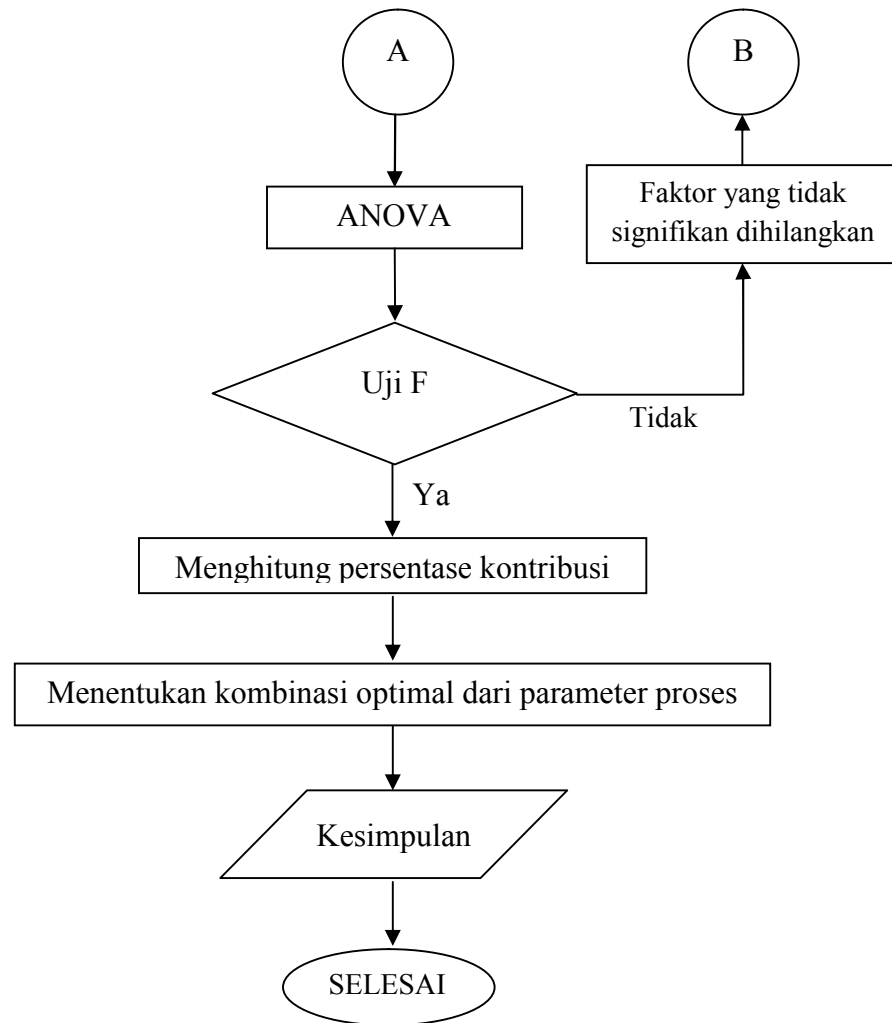 A
B
ANOVA
Faktor yang tidak
signifikan dihilangkan
Uji F
Tidak
Ya
Menghitung persentase kontribusi
Menentukan kombinasi optimal dari parameter proses
Kesimpulan
SELESAI